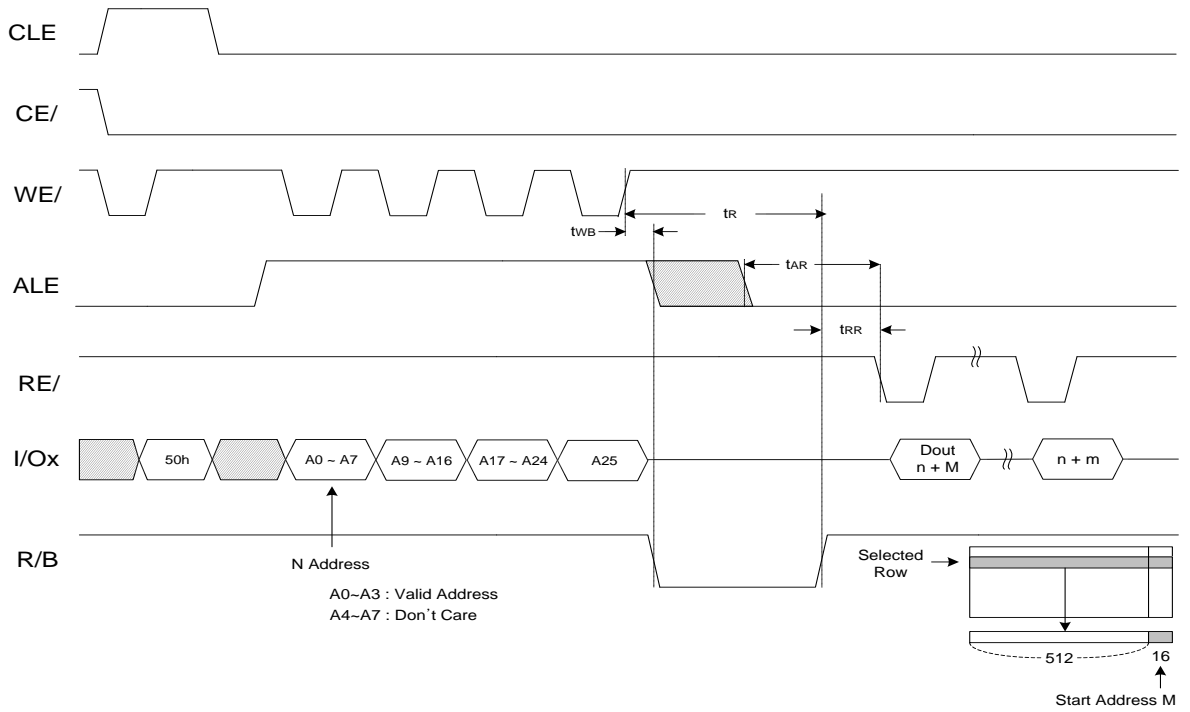 CLE
CE/
WE/
tR
tWB
ALE
tAR
tRR
RE/
I/Ox
50h
A0 ~ A7
A9 ~ A16
A17 ~ A24
A25
Dout
n + M
n + m
R/B
N Address
A0~A3 : Valid Address
A4~A7 : Don't Care
Selected
Row
512
16
Start Address M